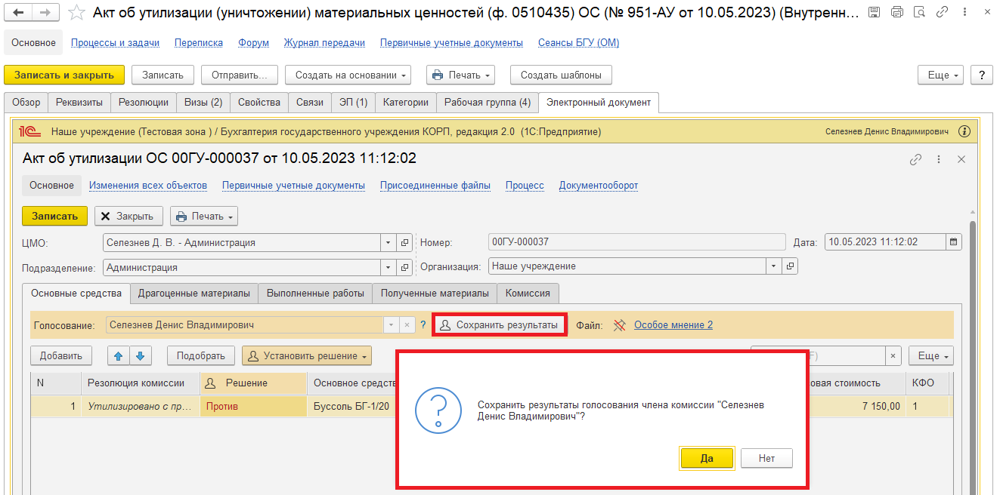 Акт об утилизации (уничтожении) материальных ценностей (ф. 0510435) ОС (№ 951-АУ от 10.05.2023) (Внутренн...
Основное Процессы и задачи Переписка Форум Журнал передачи Первичные учетные документы Сеансы БГУ (ОМ)
Записать и закрыть Записать Отправить... Создать на основании Печать Создать шаблоны Еще ?
Обзор Реквизиты Резолюции Визы (2) Свойства Связи ЭП (1) Категории Рабочая группа (4) Электронный документ
1С Наше учреждение (Тестовая зона ) / Бухгалтерия государственного учреждения КОРП, редакция 2.0 (1С:Предприятие) Селезнев Денис Владимирович i
Акт об утилизации ОС 00ГУ-000037 от 10.05.2023 11:12:02
Основное Изменения всех объектов Первичные учетные документы Присоединенные файлы Процесс Документооборот
Записать Закрыть Печать
ЦМО: Селезнев Д. В. - Администрация Номер: 00ГУ-000037 Дата: 10.05.2023 11:12:02
Подразделение: Администрация Организация: Наше учреждение
Основные средства Драгоценные материалы Выполненные работы Полученные материалы Комиссия
Голосование: Селезнев Денис Владимирович ? Сохранить результаты Файл: Особое мнение 2
Добавить Подобрать Установить решение F) Еще
N Резолюция комиссии Решение Основное средств овая стоимость КФО
1 Утилизировано с пр... Против Буссоль БГ-1/20 7 150,00 1
Сохранить результаты голосования члена комиссии "Селезнев
Денис Владимирович"?
Да Нет